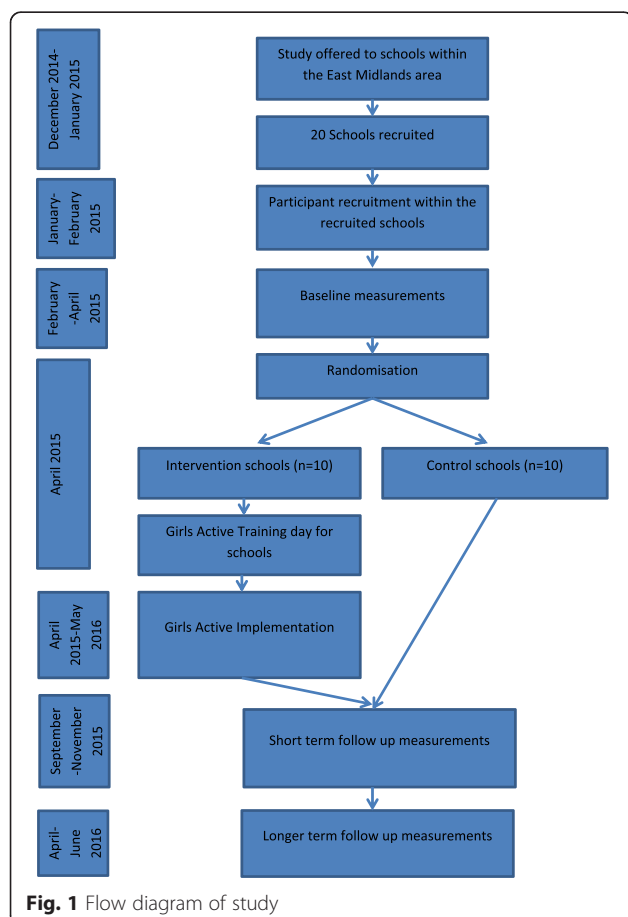 December 2014-
January 2015
Study offered to schools within
the East Midlands area
20 Schools recruited
January-
February
2015
Participant recruitment within the
recruited schools
February
-April
2015
Baseline measurements
Randomisation
April 2015
Intervention schools (n=10)
Control schools (n=10)
Girls Active Training day for
schools
April
2015-May
2016
Girls Active Implementation
September
-November
2015
Short term follow up measurements
April-
June
2016
Longer term follow up measurements
Fig. 1 Flow diagram of study